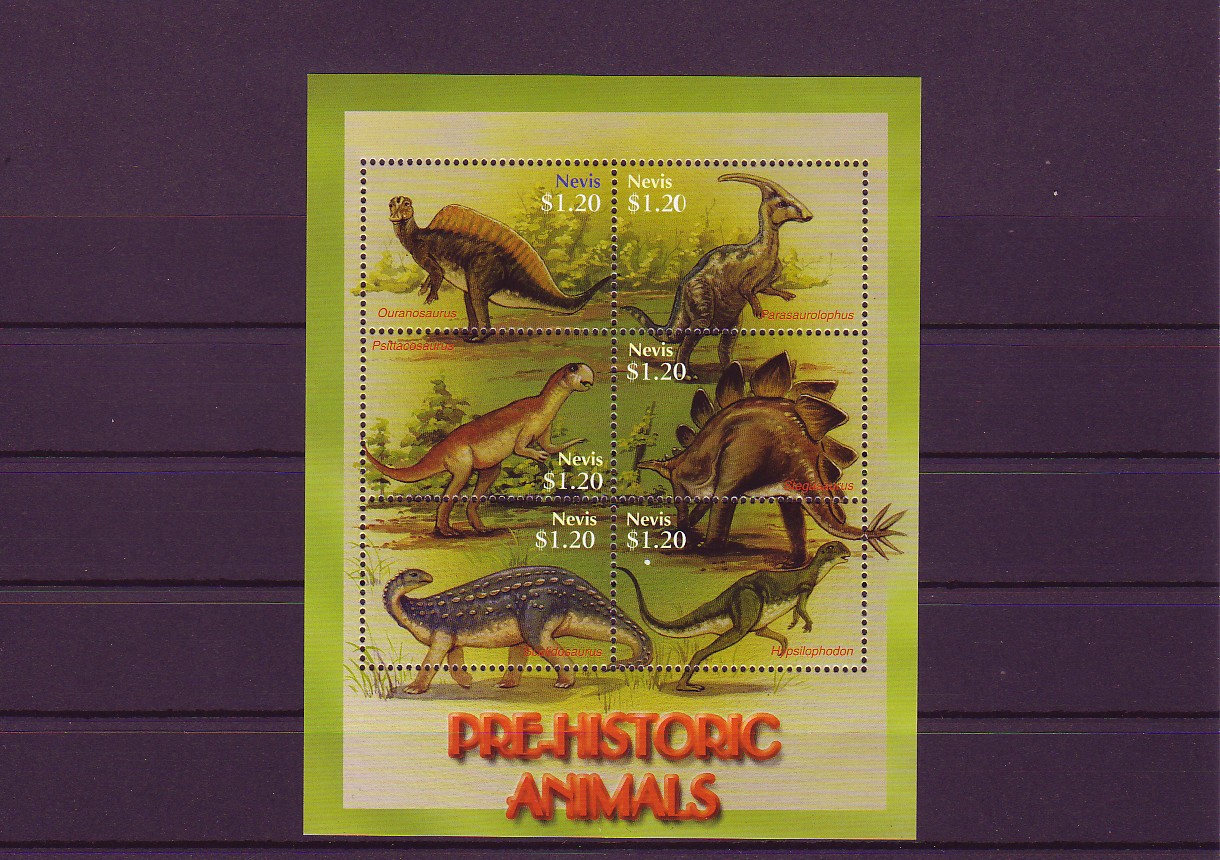 Nevis
$1.20
Ouranosaurus
Nevis
$1.20
Parasaurolophus
Psittacosaurus
Nevis
$1.20
Nevis
$1.20
Stegosaurus
Nevis
$1.20
Scelidosaurus
Nevis
$1.20
Hypsilophodon
PRE-HISTORIC
ANIMALS